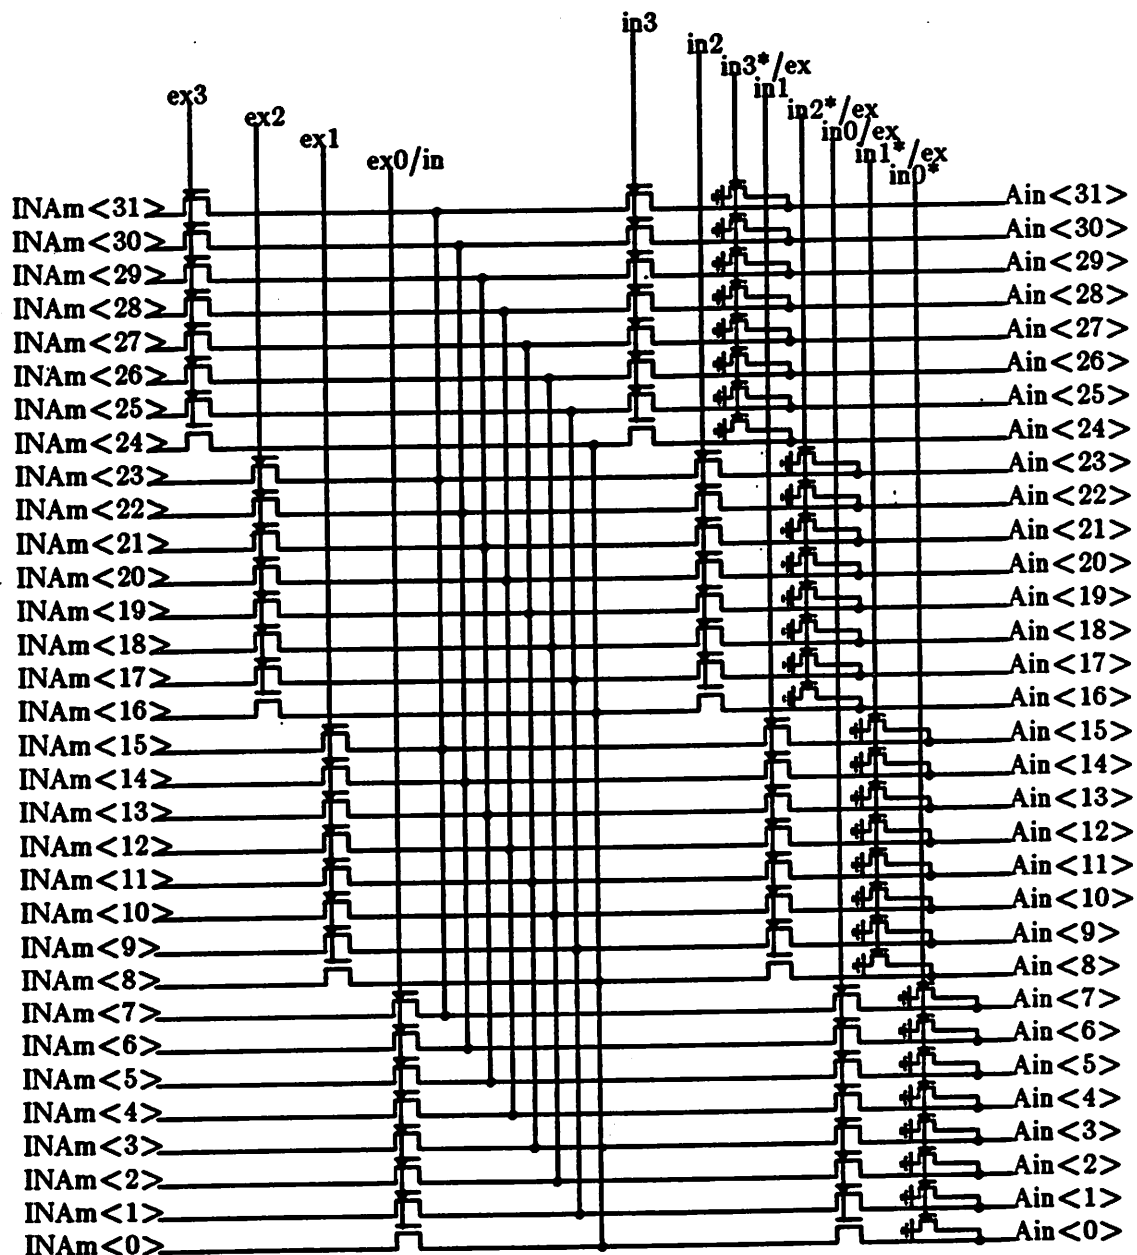 in3
in2
in3*/ex
in1
ex3
in2*/ex
ex2
in0/ex
ex1
in1*/ex
ex0/in
in0*
INAm<31> Ain<31>
INAm<30> Ain<30>
INAm<29> Ain<29>
INAm<28> Ain<28>
INAm<27> Ain<27>
INAm<26> Ain<26>
INAm<25> Ain<25>
INAm<24> Ain<24>
INAm<23> Ain<23>
INAm<22> Ain<22>
INAm<21> Ain<21>
INAm<20> Ain<20>
INAm<19> Ain<19>
INAm<18> Ain<18>
INAm<17> Ain<17>
INAm<16> Ain<16>
INAm<15> Ain<15>
INAm<14> Ain<14>
INAm<13> Ain<13>
INAm<12> Ain<12>
INAm<11> Ain<11>
INAm<10> Ain<10>
INAm<9> Ain<9>
INAm<8> Ain<8>
INAm<7> Ain<7>
INAm<6> Ain<6>
INAm<5> Ain<5>
INAm<4> Ain<4>
INAm<3> Ain<3>
INAm<2> Ain<2>
INAm<1> Ain<1>
INAm<0> Ain<0>